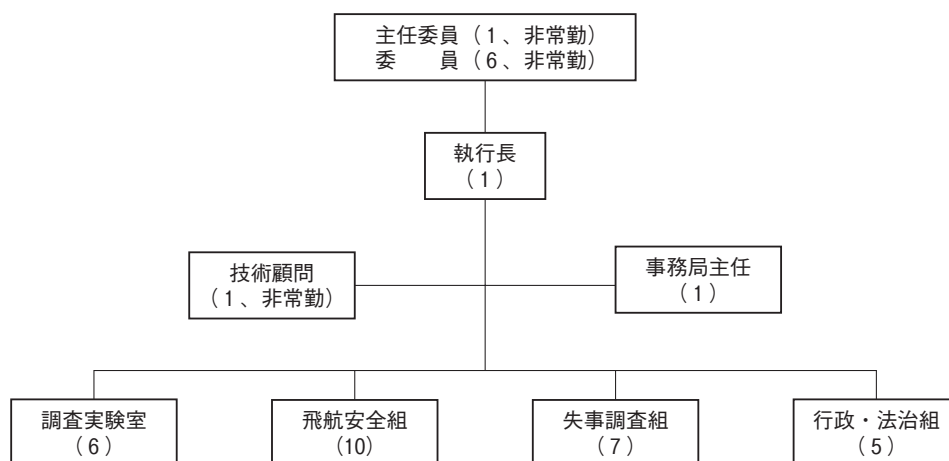 主任委員（1、非常勤）
委　　員（6、非常勤）
執行長
（1）
技術顧問
（1、非常勤）
事務局主任
（1）
調査実験室
（6）
飛航安全組
（10）
失事調査組
（7）
行政・法治組
（5）